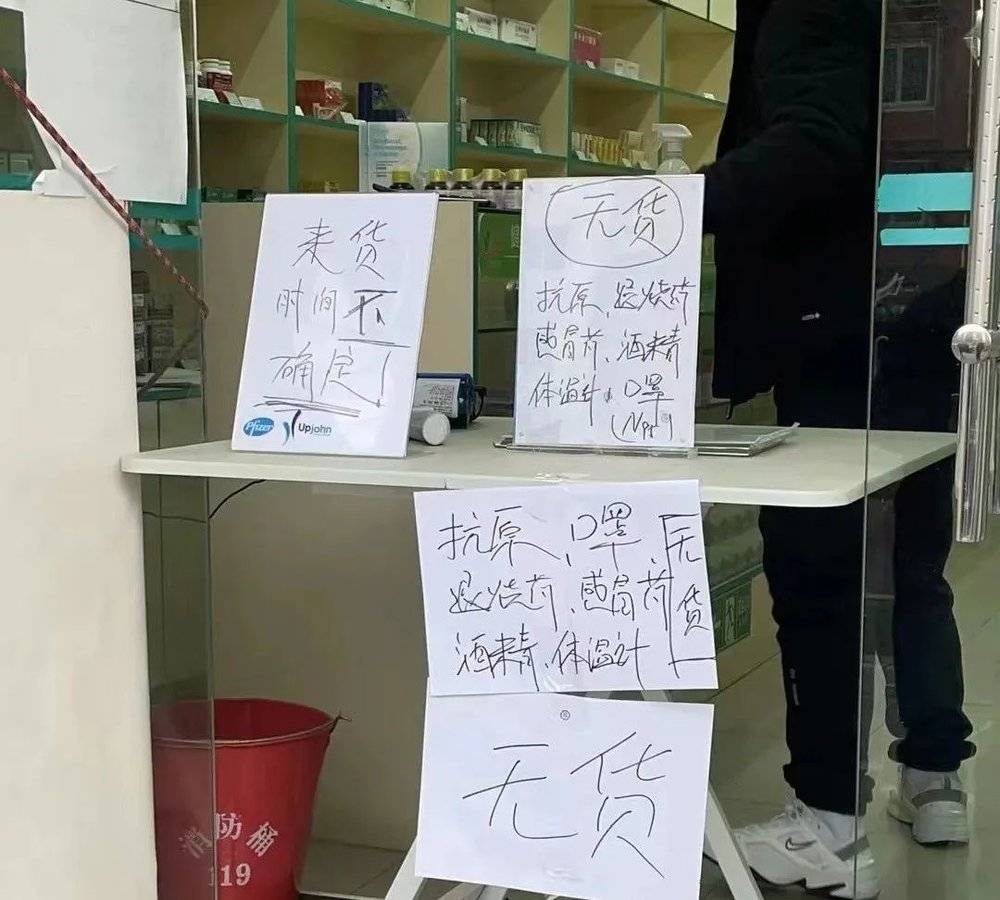 来货
时间不
确定!
Pfizer
Upjohn
无货
抗原、退烧药
感冒药、酒精
体温计、口罩
抗原、口罩、无货
退烧药、感冒药
酒精、体温计
无货
消防桶
119